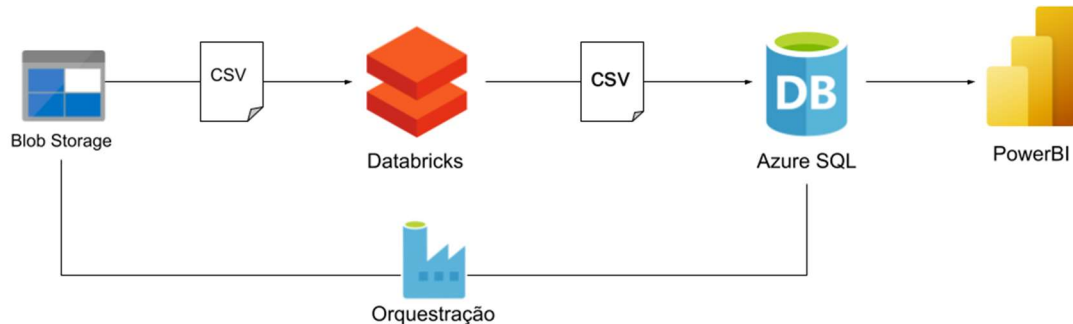 CSV
CSV
DB
Blob Storage
Databricks
Azure SQL
PowerBI
Orquestração